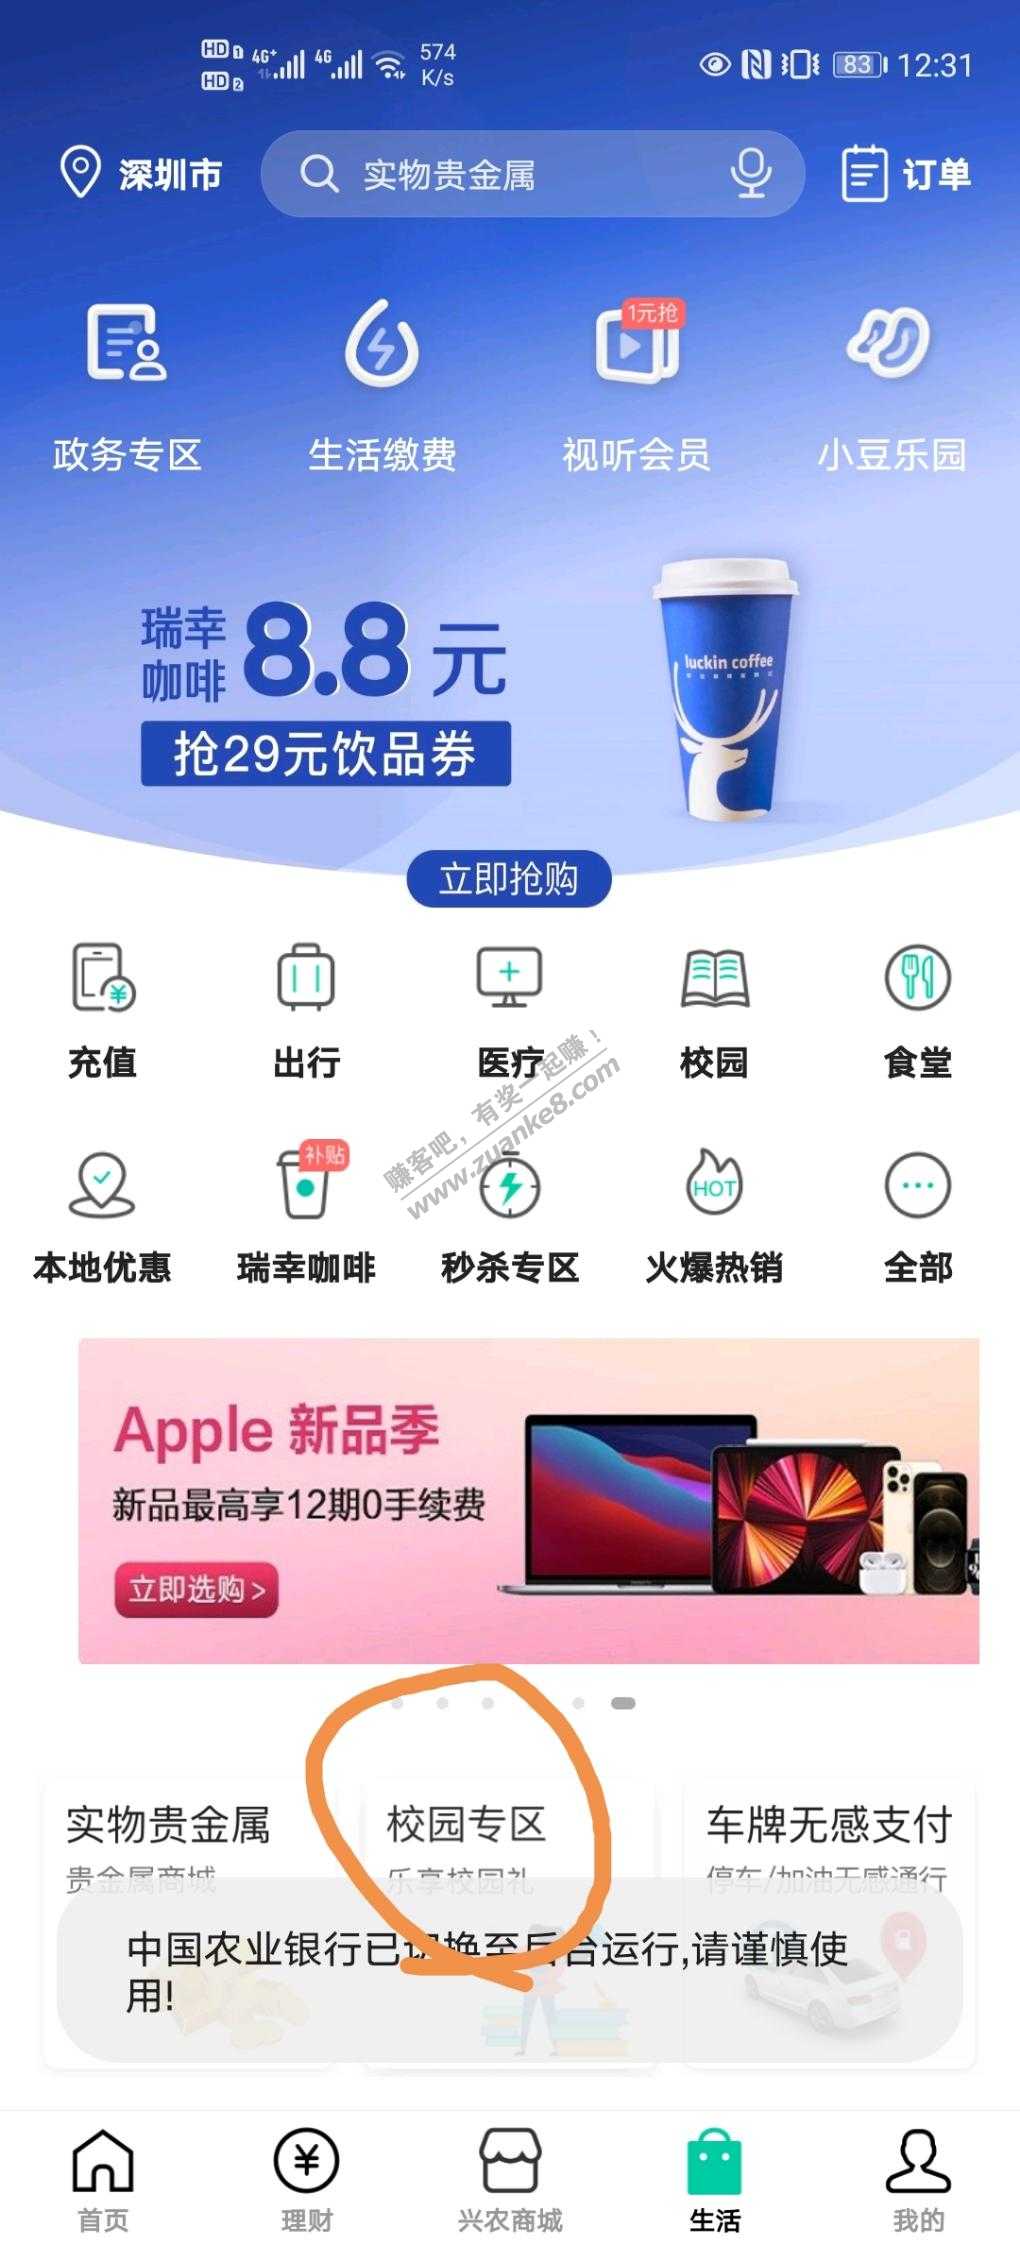 HD 1 4G+ 4G 574 K/s 83 12:31
HD 2
深圳市 实物贵金属 订单
1元抢
政务专区 生活缴费 视听会员 小豆乐园
瑞幸咖啡 8.8元
luckin coffee
抢29元饮品券
立即抢购
充值 出行 医疗 校园 食堂
赚客吧，有奖一起赚！
www.zuanke8.com
补贴
HOT
本地优惠 瑞幸咖啡 秒杀专区 火爆热销 全部
Apple 新品季
新品最高享12期0手续费
立即选购 >
实物贵金属 校园专区 车牌无感支付
贵金属商城 乐享校园礼 停车/加油无感通行
中国农业银行已切换至后台运行,请谨慎使
用!
首页 理财 兴农商城 生活 我的